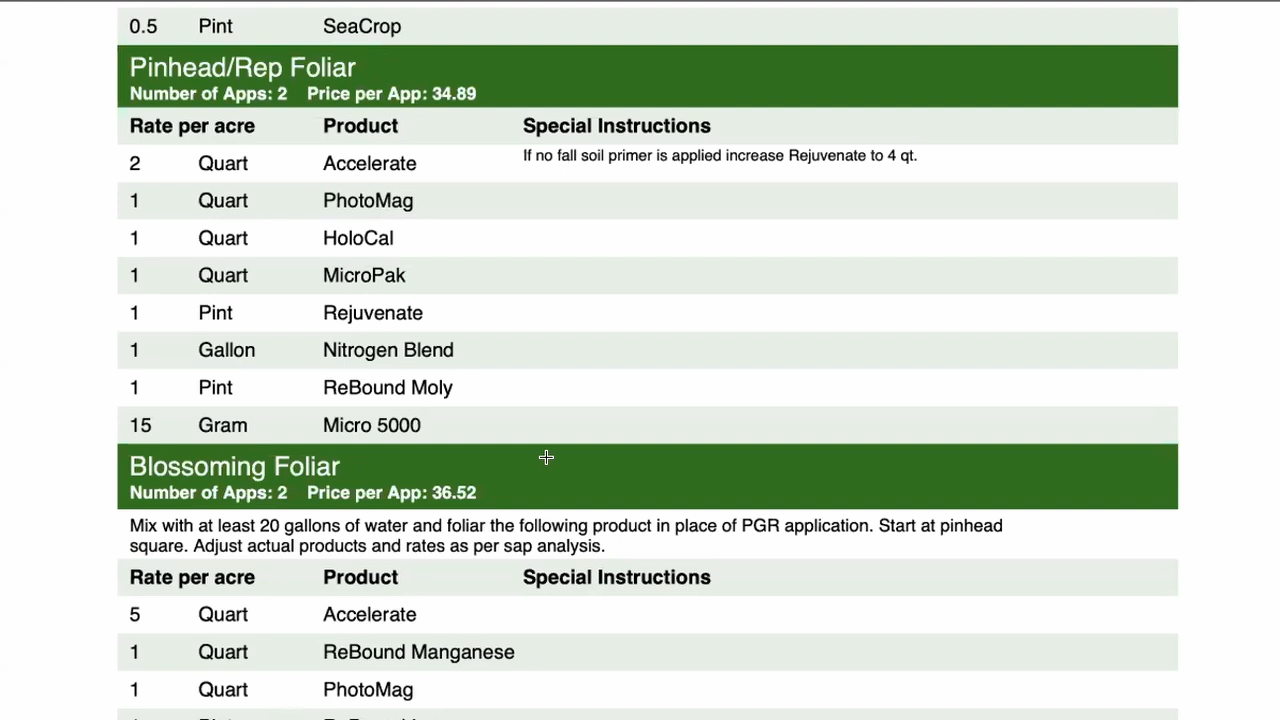 0.5 Pint SeaCrop
Pinhead/Rep Foliar
Number of Apps: 2 Price per App: 34.89
Rate per acre Product Special Instructions
2 Quart Accelerate If no fall soil primer is applied increase Rejuvenate to 4 qt.
1 Quart PhotoMag
1 Quart HoloCal
1 Quart MicroPak
1 Pint Rejuvenate
1 Gallon Nitrogen Blend
1 Pint ReBound Moly
15 Gram Micro 5000
Blossoming Foliar
Number of Apps: 2 Price per App: 36.52
Mix with at least 20 gallons of water and foliar the following product in place of PGR application. Start at pinhead
square. Adjust actual products and rates as per sap analysis.
Rate per acre Product Special Instructions
5 Quart Accelerate
1 Quart ReBound Manganese
1 Quart PhotoMag